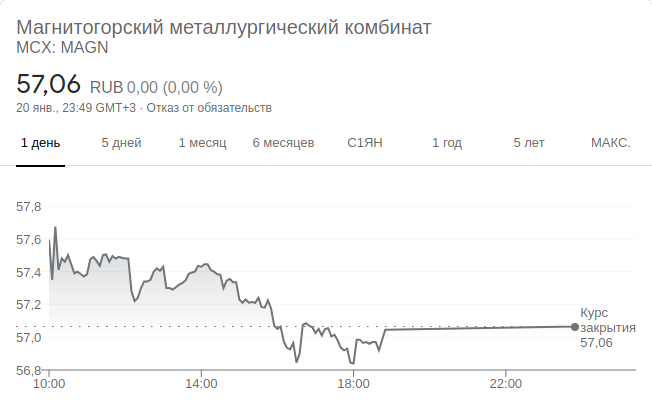 Магнитогорский металлургический комбинат
MCX: MAGN
57,06 RUB 0,00 (0,00 %)
20 янв., 23:49 GMT+3 · Отказ от обязательств
1 день 5 дней 1 месяц 6 месяцев С1ЯН 1 год 5 лет МАКС.
57,8
57,6
57,4
57,2
57,0
56,8
Курс
закрытия
57,06
10:00 14:00 18:00 22:00